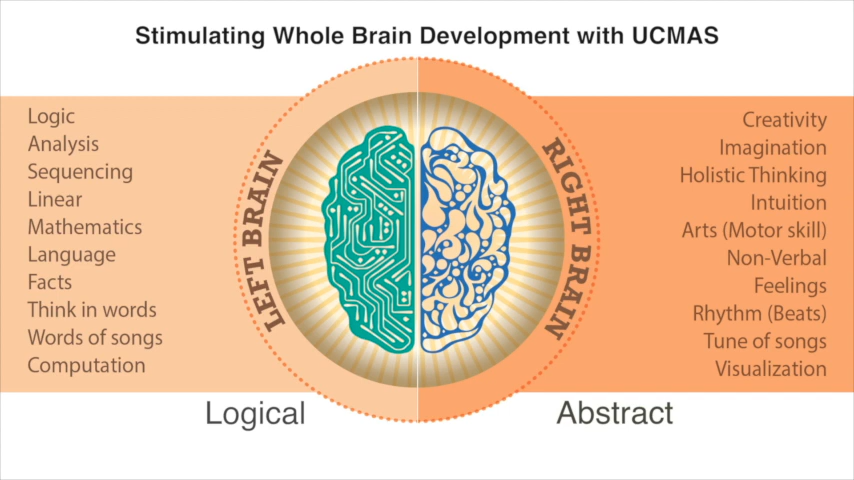 Stimulating Whole Brain Development with UCMAS
Logic
Analysis
Sequencing
Linear
Mathematics
Language
Facts
Think in words
Words of songs
Computation
LEFT BRAIN
RIGHT BRAIN
Creativity
Imagination
Holistic Thinking
Intuition
Arts (Motor skill)
Non-Verbal
Feelings
Rhythm (Beats)
Tune of songs
Visualization
Logical
Abstract